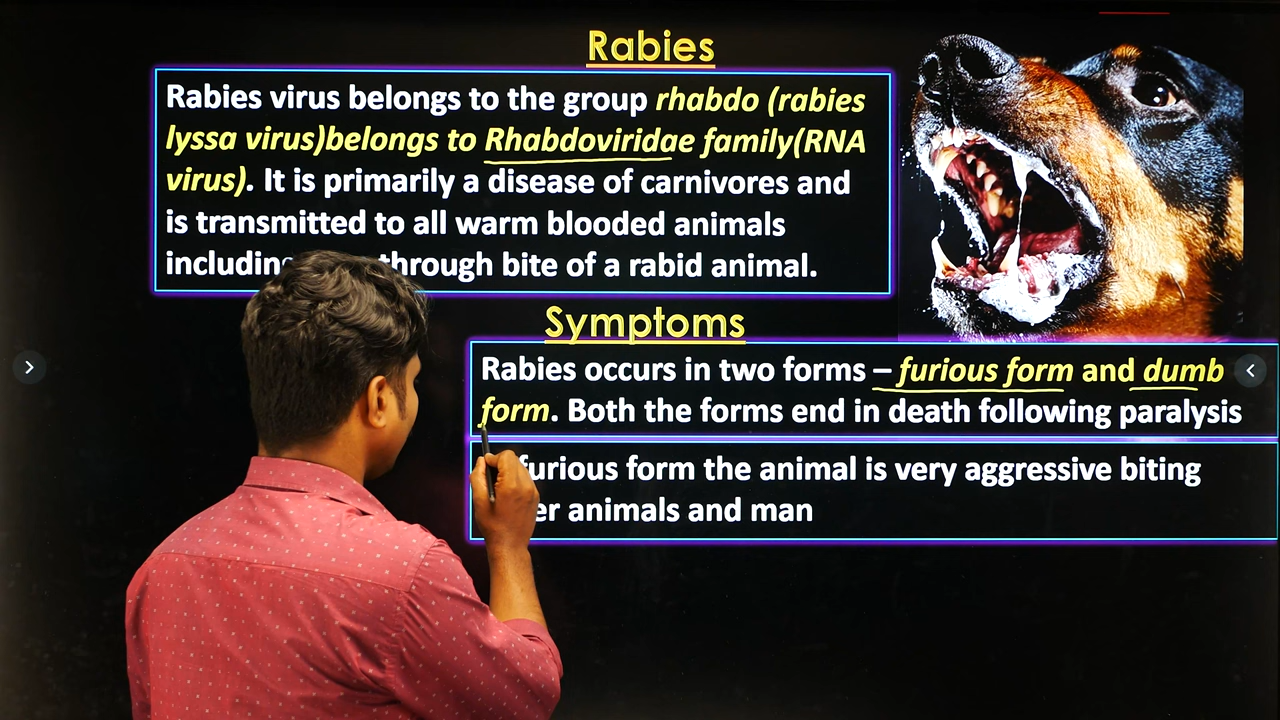 Rabies
Rabies virus belongs to the group rhabdo (rabies
lyssa virus)belongs to Rhabdoviridae family(RNA
virus). It is primarily a disease of carnivores and
is transmitted to all warm blooded animals
through bite of a rabid animal.
Symptoms
Rabies occurs in two forms – furious form and dumb
form. Both the forms end in death following paralysis
furious form the animal is very aggressive biting
animals and man